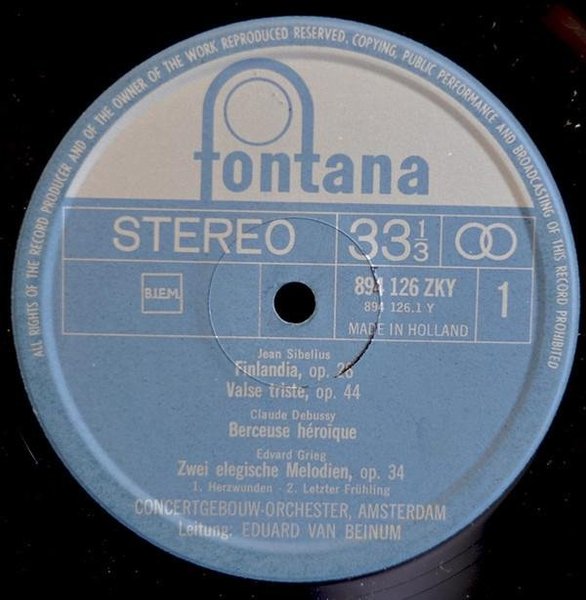 ALL RIGHTS OF THE RECORD PRODUCER AND OF THE OWNER OF THE WORK REPRODUCED RESERVED. COPYING, PUBLIC PERFORMANCE AND BROADCASTING OF THIS RECORD PROHIBITED
fontana
STEREO 33 1/3
B.I.E.M. 894 126 ZKY 1
894 126.1 Y
MADE IN HOLLAND
Jean Sibelius
Finlandia, op. 26
Valse triste, op. 44
Claude Debussy
Berceuse héroïque
Edvard Grieg
Zwei elegische Melodien, op. 34
1. Herzwunden - 2. Letzter Frühling
CONCERTGEBOUW-ORCHESTER, AMSTERDAM
Leitung: EDUARD VAN BEINUM